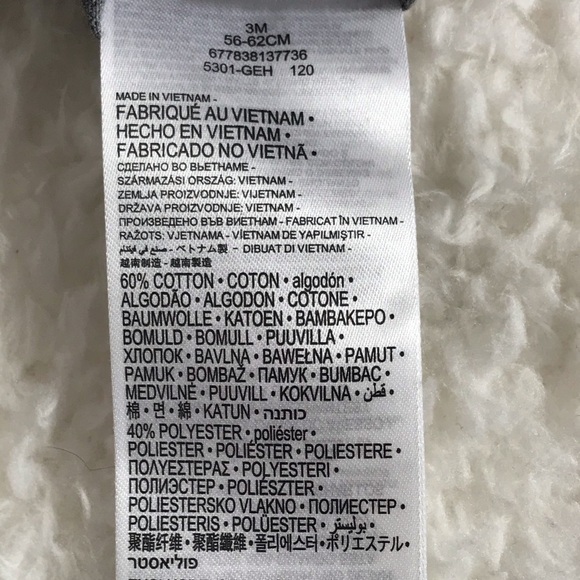 3M
56-62CM
677838137736
5301-GEH 120
MADE IN VIETNAM -
FABRIQUÉ AU VIETNAM •
HECHO EN VIETNAM •
FABRICADO NO VIETNÃ •
СДЕЛАНО ВО ВЬЕТНАМЕ -
SZÁRMAZÁSI ORSZÁG: VIETNAM -
ZEMLJA PROIZVODNJE: VIJETNAM -
DRŽAVA PROIZVODNJE: VIETNAM -
ПРОИЗВЕДЕНО ВЪВ ВИЕТНАМ - FABRICAT ÎN VIETNAM -
RAŽOTS: VJETNAMA - VİETNAM DE YAPILMIŞTIR -
صنع في فيتنام - ベトナム製 - DIBUAT DI VIETNAM -
越南制造 - 越南製造
60% COTTON • COTON • algodón •
ALGODÃO • ALGODON • COTONE •
BAUMWOLLE • KATOEN • ΒΑΜΒΑΚΕΡΟ •
BOMULD • BOMULL • PUUVILLA •
ХЛОПОК • BAVLNA • BAWEŁNA • PAMUT •
PAMUK • BOMBAŽ • ПАМУК • BUMBAC •
MEDVILNĖ • PUUVILL • KOKVILNA • قطن •
棉 • 면 • 綿 • KATUN • כותנה •
40% POLYESTER • poliéster •
POLIESTER • POLIÉSTER • POLIESTERE •
ΠΟΛΥΕΣΤΕΡΑΣ • POLYESTERI •
ПОЛИЭСТЕР • POLIÉSZTER •
POLIESTERSKO VLAKNO • ПОЛИЕСТЕР •
POLIESTERIS • POLÜESTER • بوليستر •
聚酯纤维 • 聚酯纖維 • 폴리에스터 • ポリエステル •
פוליאסטר